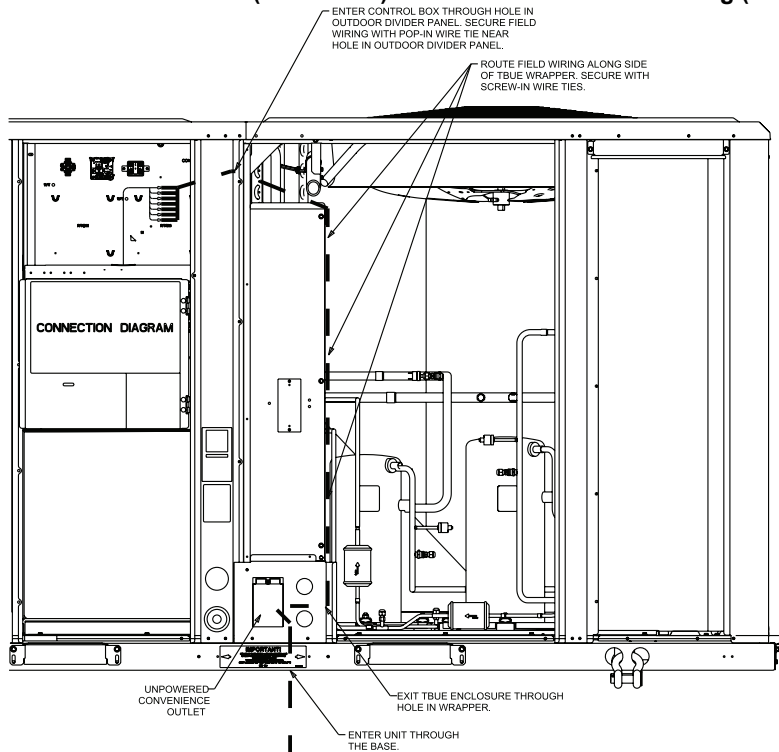 ENTER CONTROL BOX THROUGH HOLE IN
OUTDOOR DIVIDER PANEL. SECURE FIELD
WIRING WITH POP-IN WIRE TIE NEAR
HOLE IN OUTDOOR DIVIDER PANEL.
ROUTE FIELD WIRING ALONG SIDE
OF TBUE WRAPPER. SECURE WITH
SCREW-IN WIRE TIES.
CONNECTION DIAGRAM
IMPORTANT!
UNPOWERED
CONVENIENCE
OUTLET
EXIT TBUE ENCLOSURE THROUGH
HOLE IN WRAPPER.
ENTER UNIT THROUGH
THE BASE.